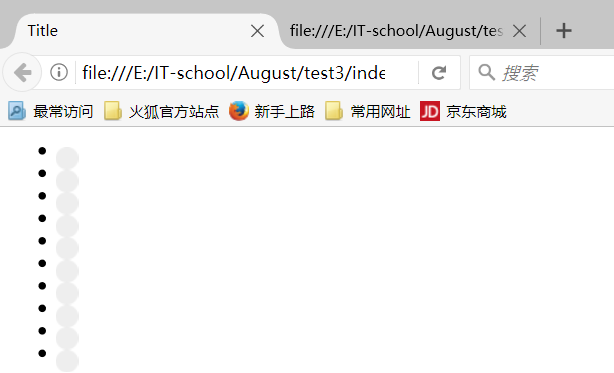 Title
file:///E:/IT-school/August/tes
file:///E:/IT-school/August/test3/inde
搜索
最常访问 火狐官方站点 新手上路 常用网址 JD 京东商城